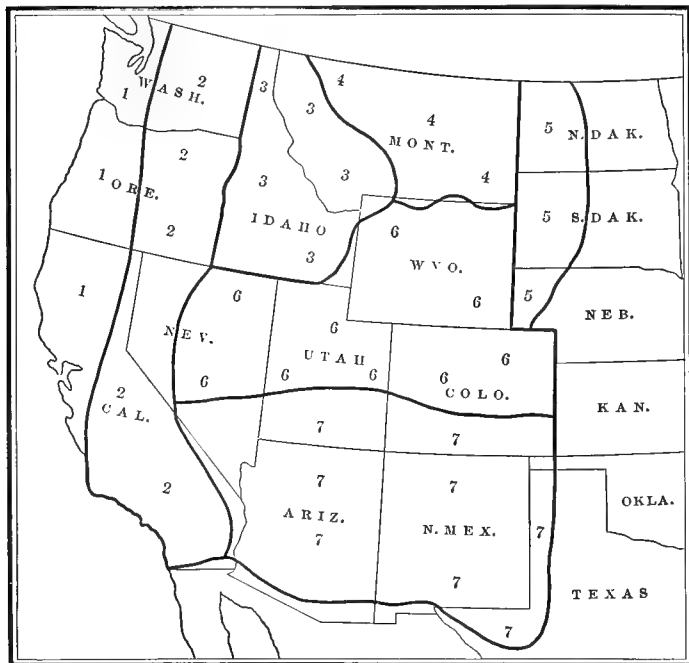 2
1 WASH.
3
3
4
4
MONT.
4
5 N. DAK.
2
1 ORE.
2
3
3
IDAHO
3
5 S. DAK.
6
WYO.
6
5
NEB.
1
NEV.
6
6
6
UTAH
6 6
6
6
COLO.
KAN.
2
CAL.
2
7
7
7
ARIZ.
7
7
N. MEX.
7
7
OKLA.
TEXAS
7